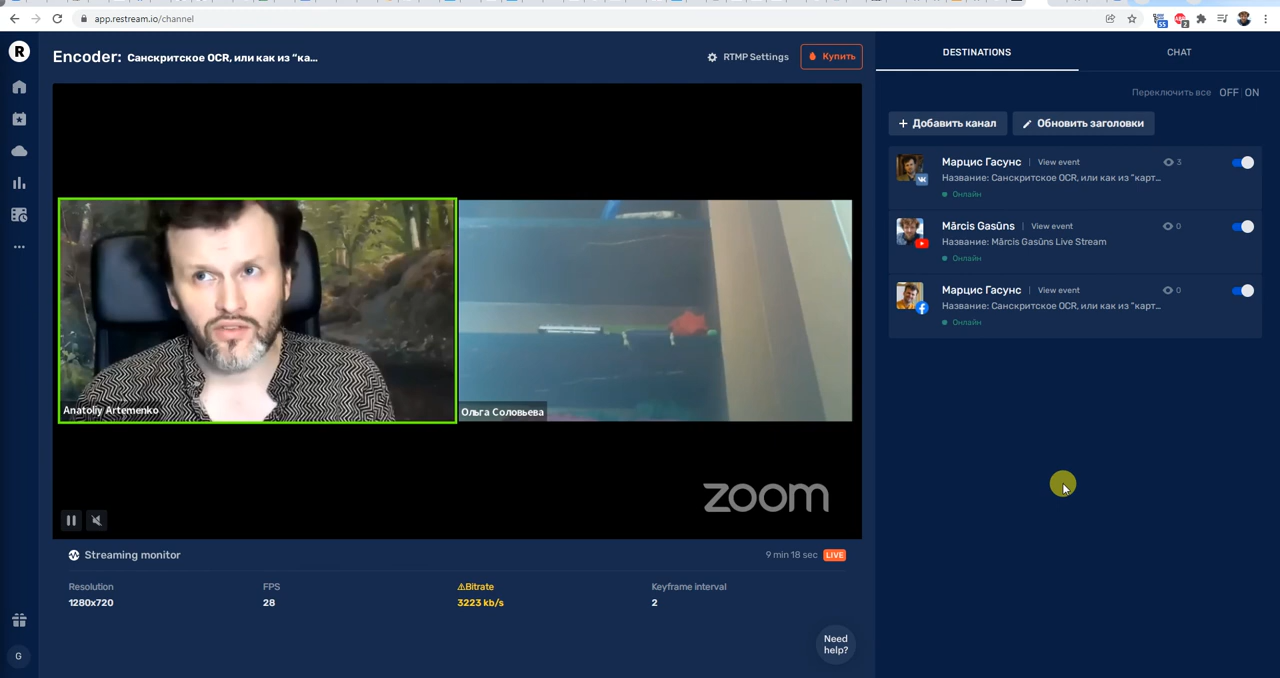 app.restream.io/channel
55
2
R
Encoder: Санскритское OCR, или как из "ка...
RTMP Settings
Купить
DESTINATIONS
CHAT
Переключить все OFF ON
+ Добавить канал
Обновить заголовки
Марцис Гасунс | View event
3
Название: Санскритское OCR, или как из "карт...
Онлайн
Mārcis Gasūns | View event
0
Название: Mārcis Gasūns Live Stream
Онлайн
Марцис Гасунс | View event
0
Название: Санскритское OCR, или как из "карт...
Онлайн
Anatoliy Artemenko
Ольга Соловьева
zoom
Streaming monitor
9 min 18 sec LIVE
Resolution
FPS
Bitrate
Keyframe interval
1280x720
28
3223 kb/s
2
Need
help?
G